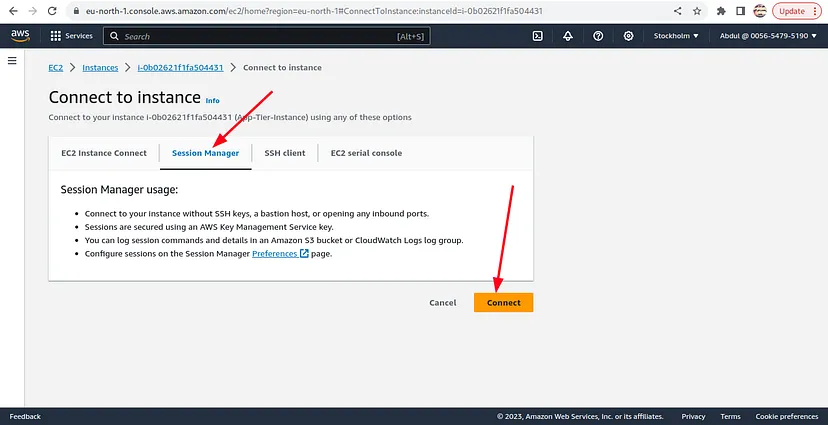 eu-north-1.console.aws.amazon.com/ec2/home?region=eu-north-1#ConnectToInstance:instanceId=i-0b02621f1fa504431
Update
aws
Services
Search
[Alt+S]
Stockholm
Abdul @ 0056-5479-5190
EC2 > Instances > i-0b02621f1fa504431 > Connect to instance
Connect to instance Info
Connect to your instance i-0b02621f1fa504431 (App-Tier-Instance) using any of these options
EC2 Instance Connect
Session Manager
SSH client
EC2 serial console
Session Manager usage:
• Connect to your instance without SSH keys, a bastion host, or opening any inbound ports.
• Sessions are secured using an AWS Key Management Service key.
• You can log session commands and details in an Amazon S3 bucket or CloudWatch Logs log group.
• Configure sessions on the Session Manager Preferences page.
Cancel
Connect
Feedback
© 2023, Amazon Web Services, Inc. or its affiliates.
Privacy
Terms
Cookie preferences